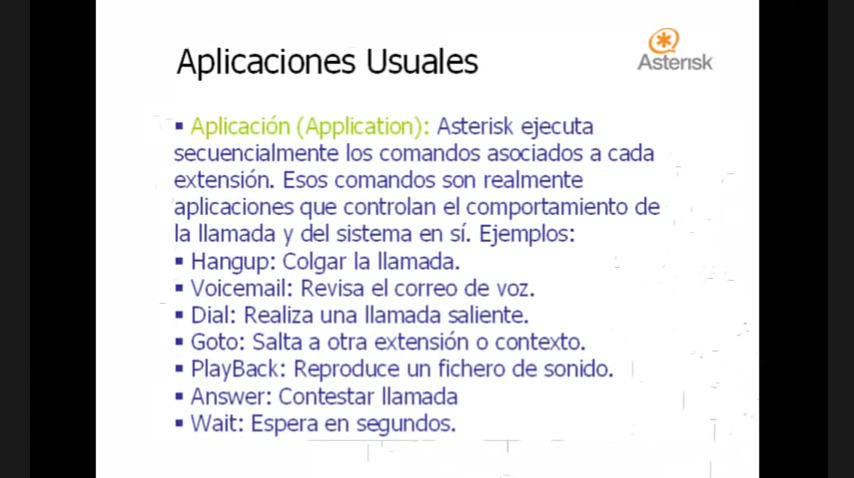 Aplicaciones Usuales
Asterisk
▪ Aplicación (Application): Asterisk ejecuta
secuencialmente los comandos asociados a cada
extensión. Esos comandos son realmente
aplicaciones que controlan el comportamiento de
la llamada y del sistema en sí. Ejemplos:
▪ Hangup: Colgar la llamada.
▪ Voicemail: Revisa el correo de voz.
▪ Dial: Realiza una llamada saliente.
▪ Goto: Salta a otra extensión o contexto.
▪ PlayBack: Reproduce un fichero de sonido.
▪ Answer: Contestar llamada
▪ Wait: Espera en segundos.